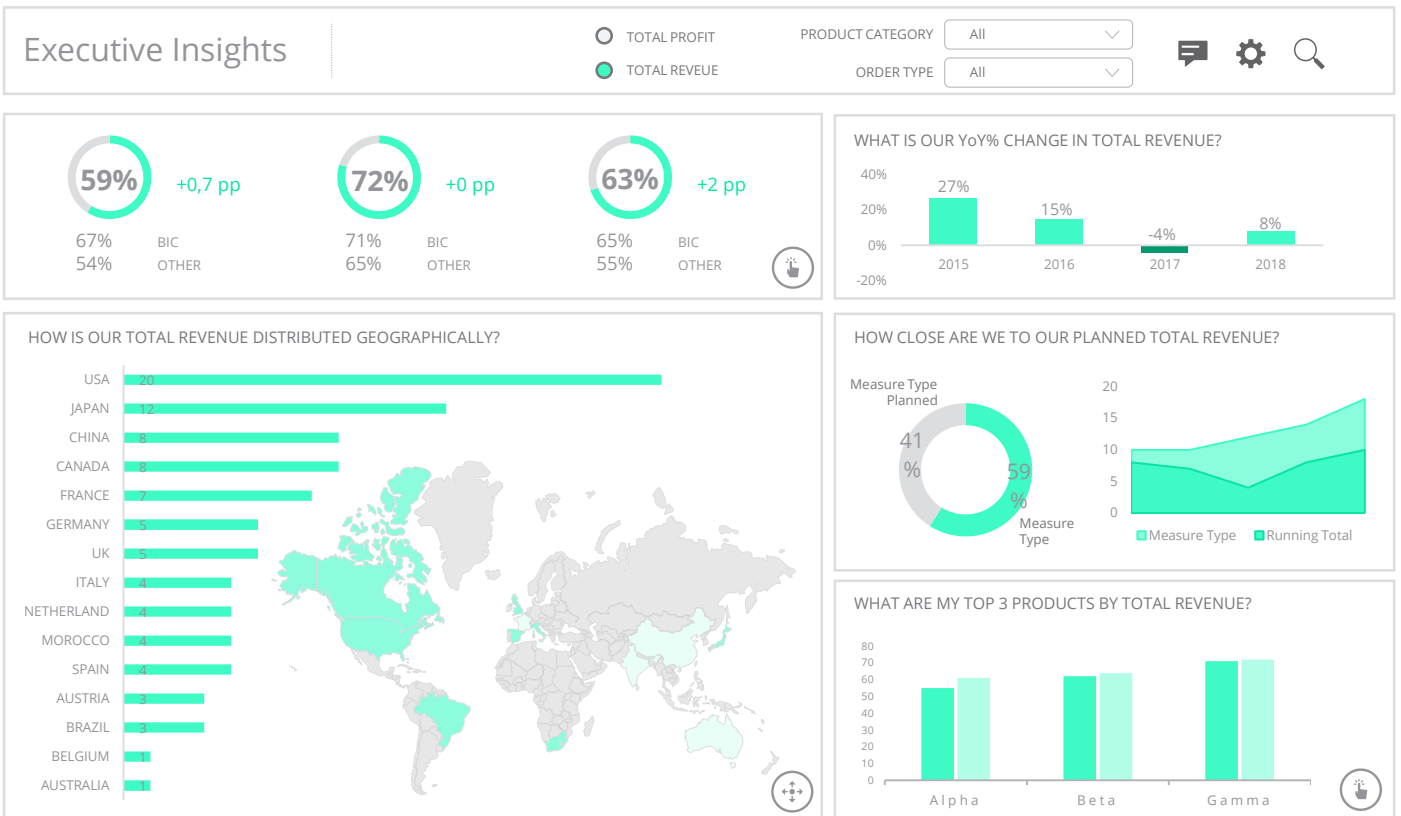 Executive Insights
TOTAL PROFIT
TOTAL REVEUE
PRODUCT CATEGORY
All
ORDER TYPE
All
59%
+0,7 pp
67% BIC
54% OTHER
72%
+0 pp
71% BIC
65% OTHER
63%
+2 pp
65% BIC
55% OTHER
WHAT IS OUR YoY% CHANGE IN TOTAL REVENUE?
40%
20%
0%
-20%
27%
15%
-4%
8%
2015
2016
2017
2018
HOW IS OUR TOTAL REVENUE DISTRIBUTED GEOGRAPHICALLY?
USA 20
JAPAN 12
CHINA 8
CANADA 8
FRANCE 7
GERMANY 5
UK 5
ITALY 4
NETHERLAND 4
MOROCCO 4
SPAIN 4
AUSTRIA 3
BRAZIL 3
BELGIUM 1
AUSTRALIA 1
HOW CLOSE ARE WE TO OUR PLANNED TOTAL REVENUE?
Measure Type
Planned
41
%
59
%
Measure
Type
20
15
10
5
0
Measure Type
Running Total
WHAT ARE MY TOP 3 PRODUCTS BY TOTAL REVENUE?
80
70
60
50
40
30
20
10
0
Alpha
Beta
Gamma